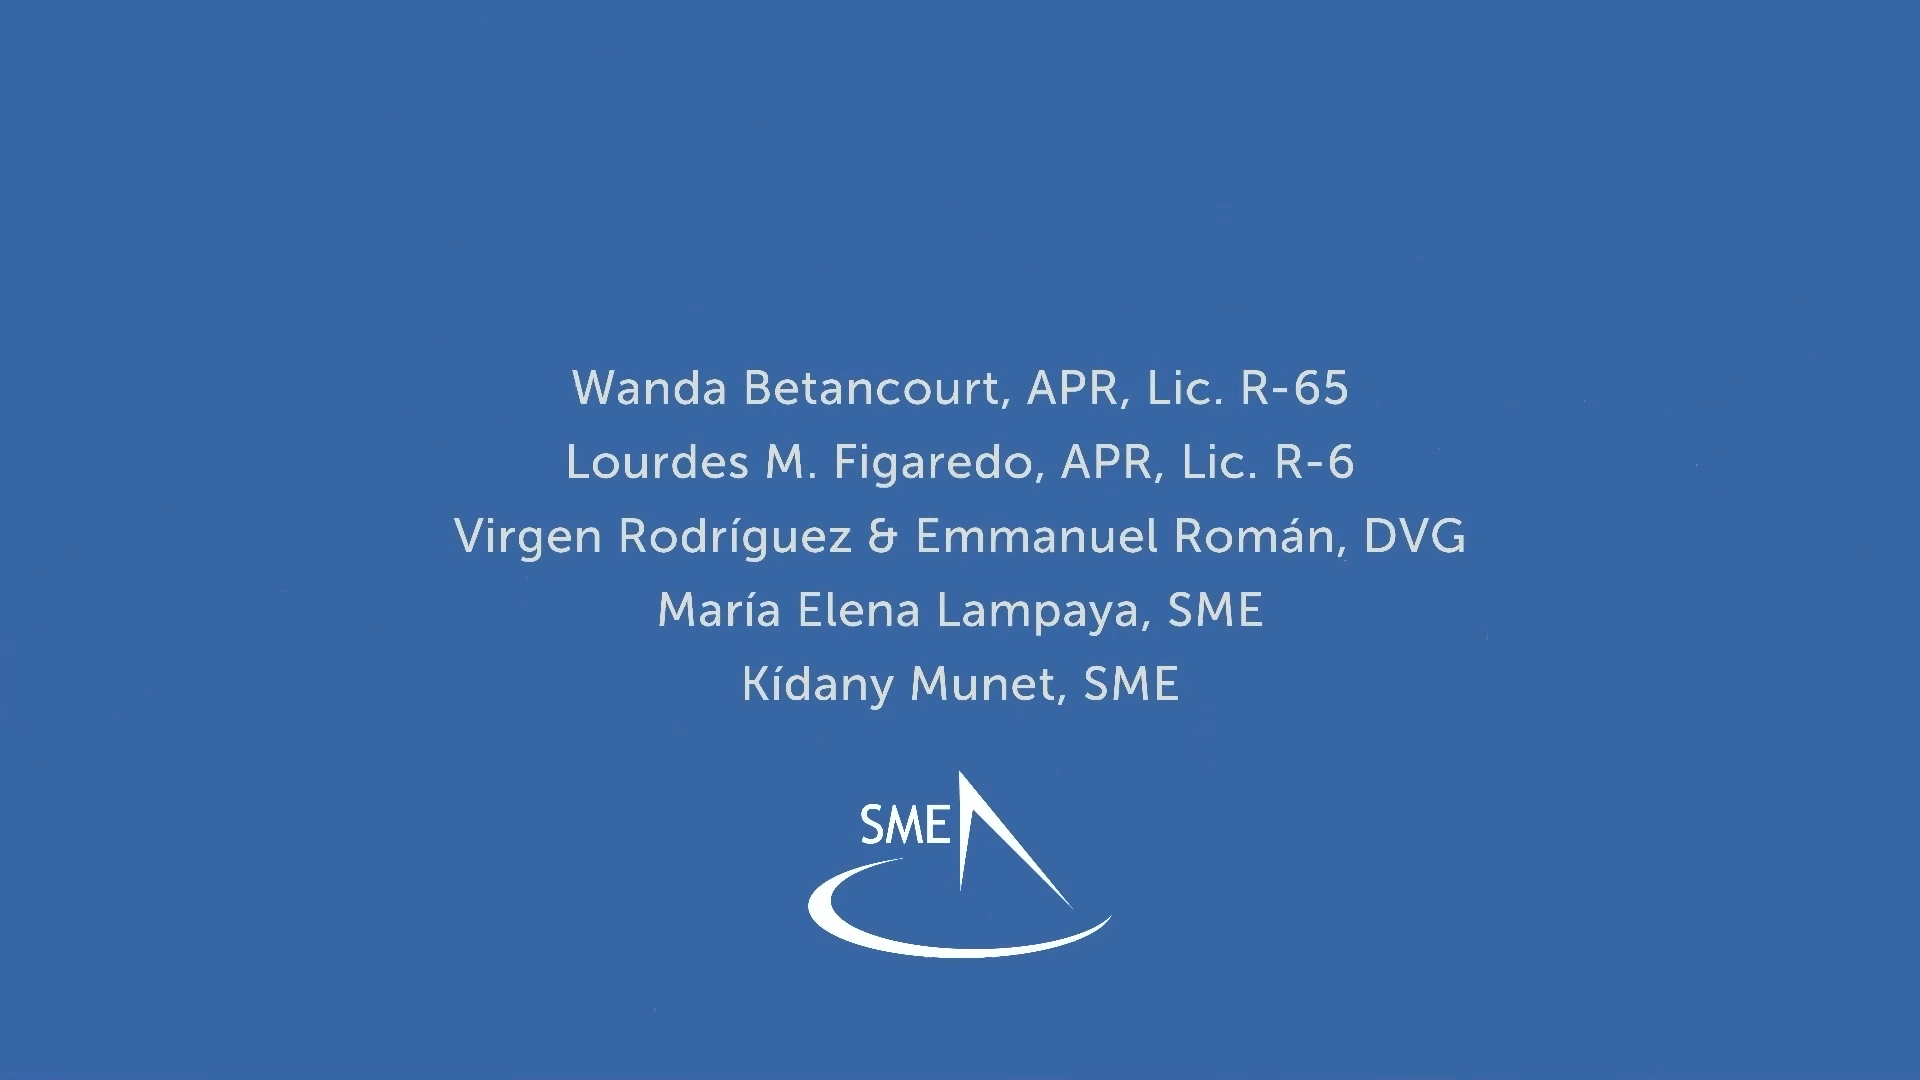 Wanda Betancourt, APR, Lic. R-65
Lourdes M. Figaredo, APR, Lic. R-6
Virgen Rodríguez & Emmanuel Román, DVG
María Elena Lampaya, SME
Kídany Munet, SME
SME